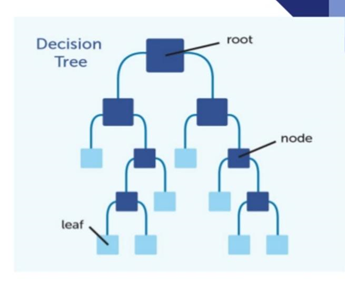 Decision
Tree
root
node
leaf